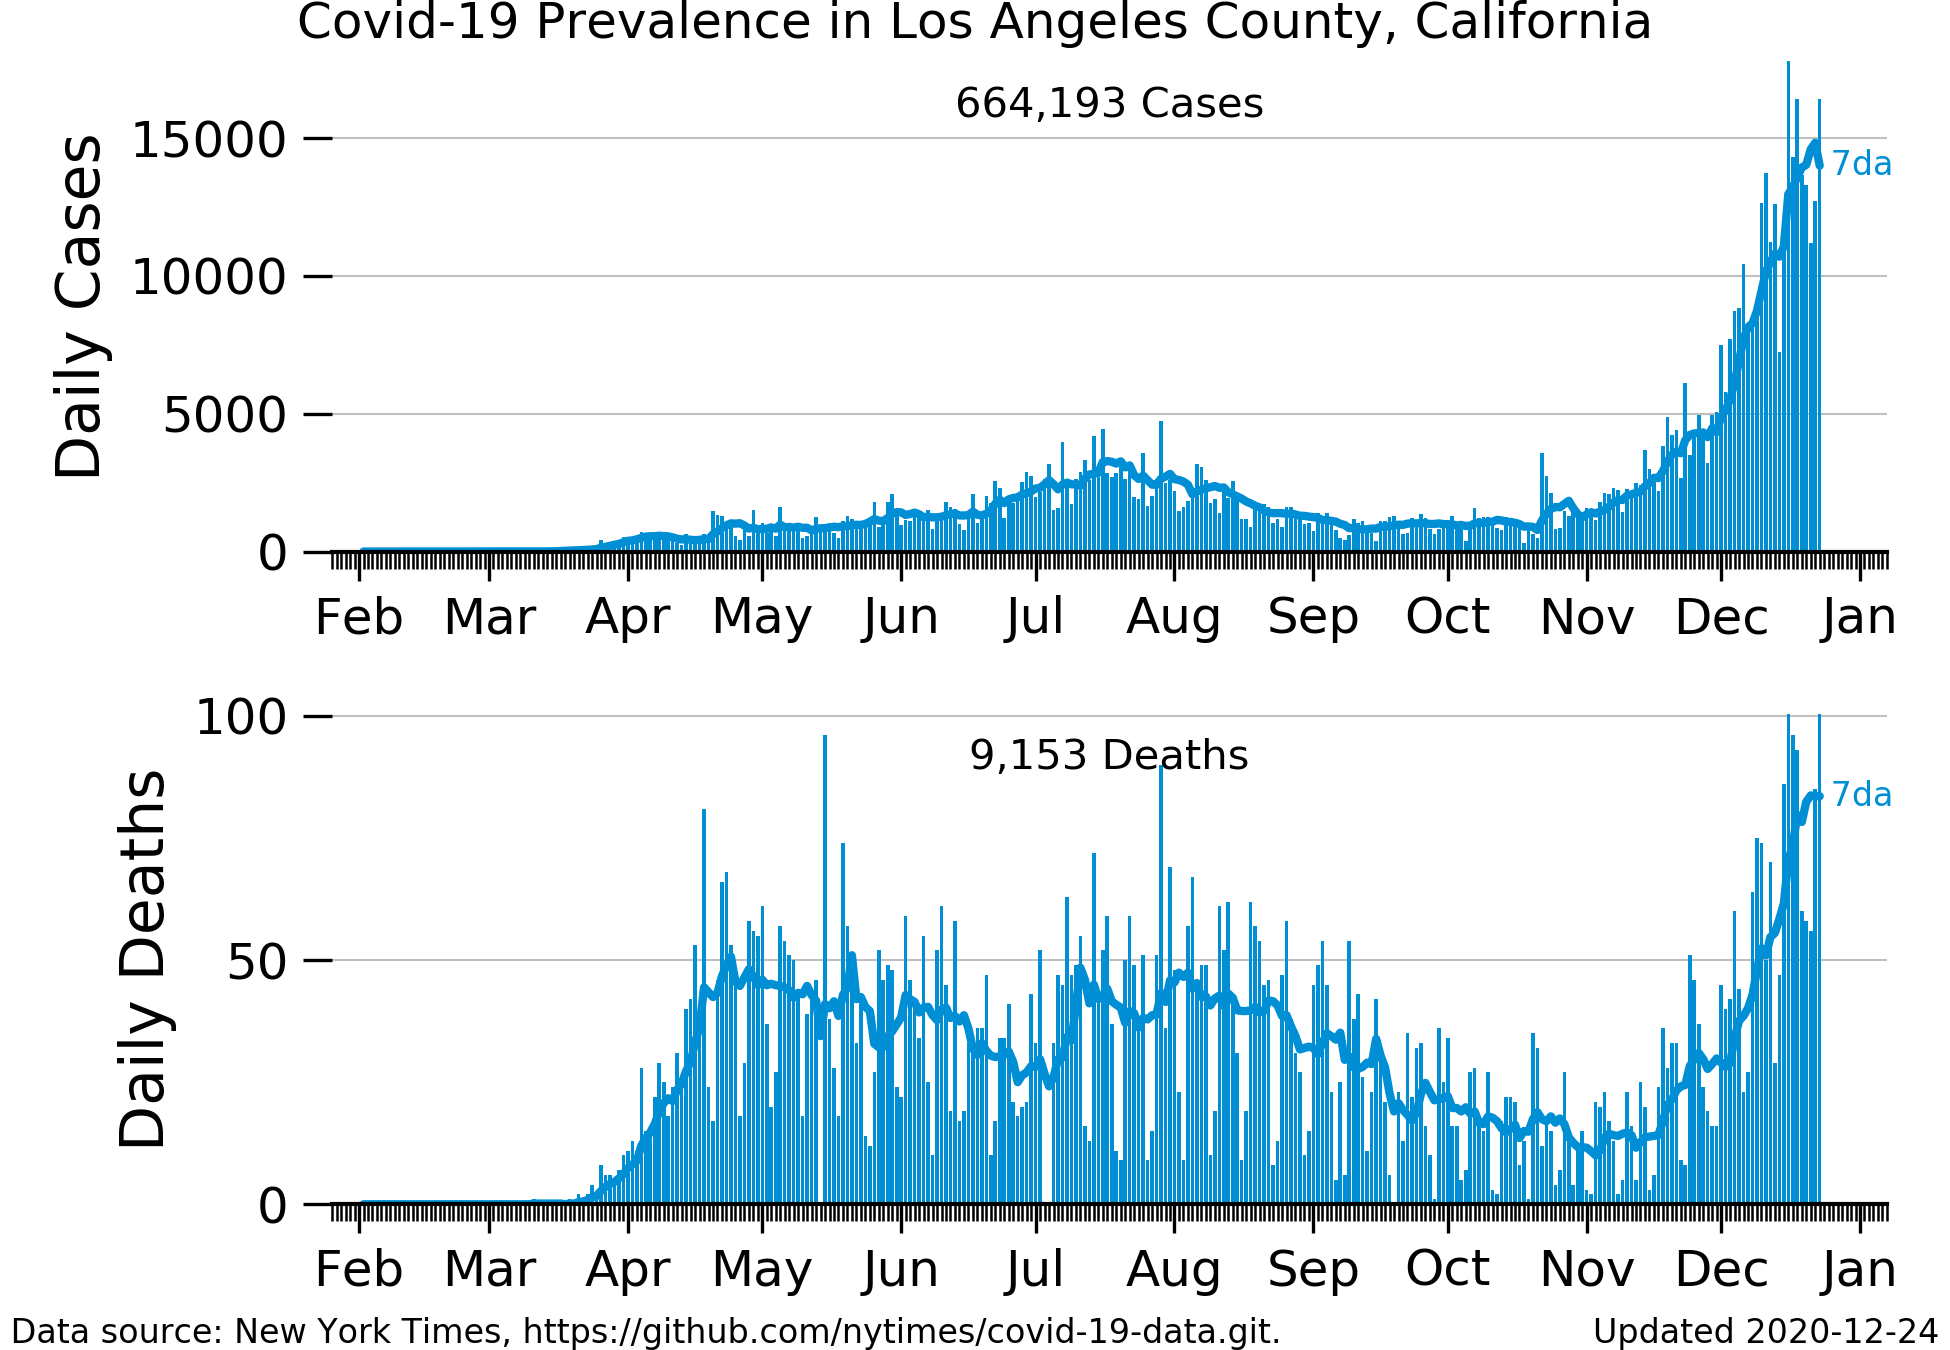 Covid-19 Prevalence in Los Angeles County, California
664,193 Cases
Daily Cases
15000
10000
5000
0
7da
Feb Mar Apr May Jun Jul Aug Sep Oct Nov Dec Jan
9,153 Deaths
Daily Deaths
100
50
0
7da
Feb Mar Apr May Jun Jul Aug Sep Oct Nov Dec Jan
Data source: New York Times, https://github.com/nytimes/covid-19-data.git.
Updated 2020-12-24